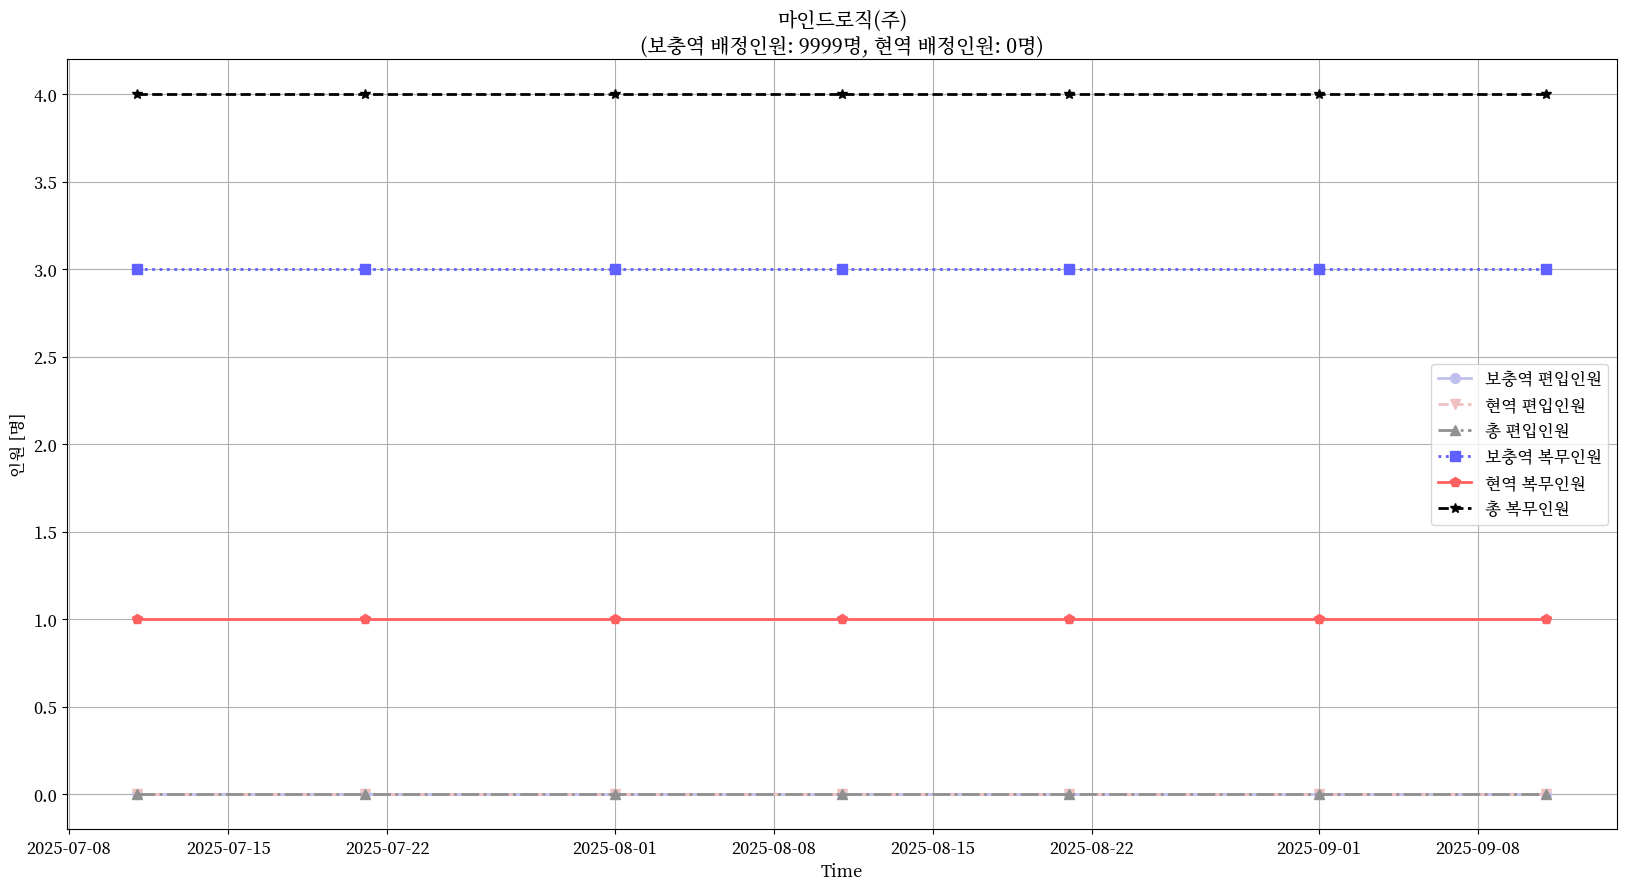 마인드로직(주)
(보충역 배정인원: 9999명, 현역 배정인원: 0명)
인원 [명]
4.0
3.5
3.0
2.5
2.0
1.5
1.0
0.5
0.0
보충역 편입인원
현역 편입인원
총 편입인원
보충역 복무인원
현역 복무인원
총 복무인원
2025-07-08
2025-07-15
2025-07-22
2025-08-01
2025-08-08
2025-08-15
2025-08-22
2025-09-01
2025-09-08
Time